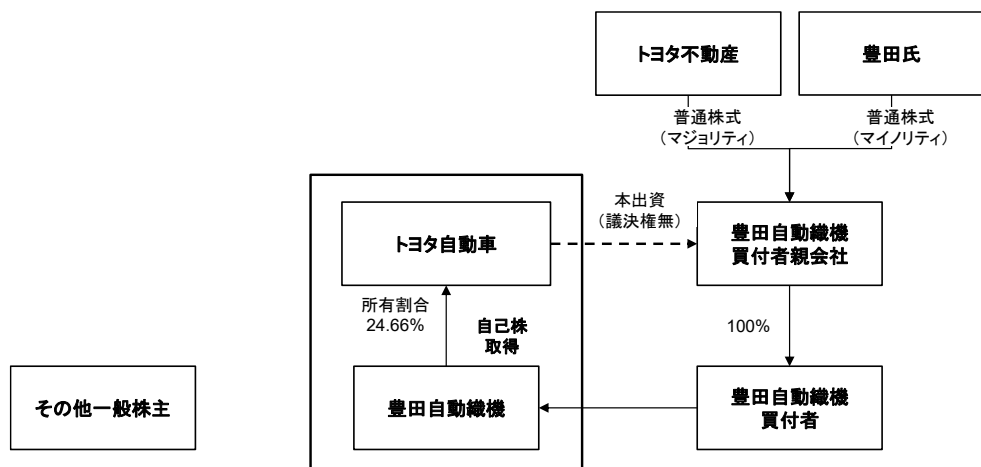 トヨタ不動産
豊田氏
普通株式
(マジョリティ)
普通株式
(マイノリティ)
本出資
(議決権無)
トヨタ自動車
豊田自動織機
買付者親会社
所有割合
24.66%
自己株
取得
100%
その他一般株主
豊田自動織機
豊田自動織機
買付者